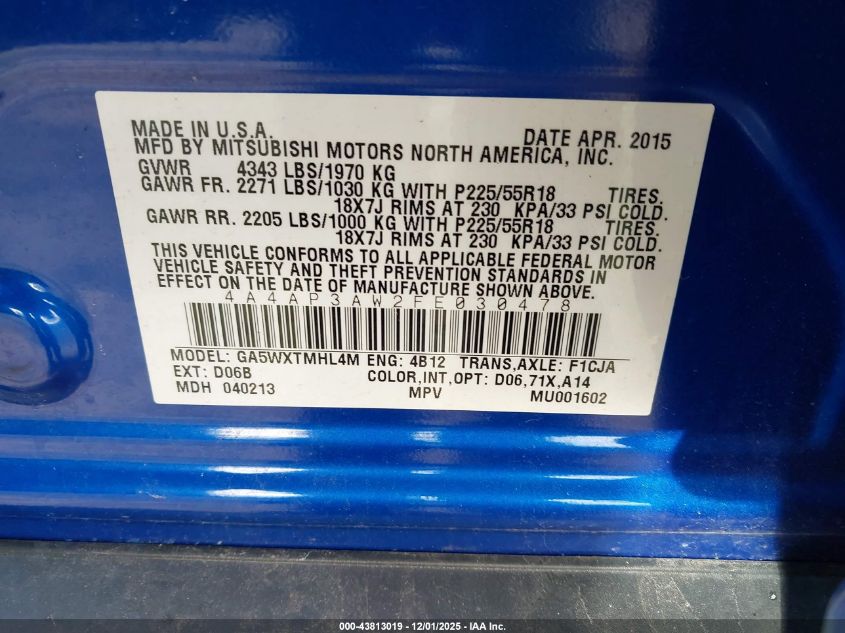 MADE IN U.S.A. DATE APR. 2015
MFD BY MITSUBISHI MOTORS NORTH AMERICA, INC.
GVWR 4343 LBS/1970 KG
GAWR FR. 2271 LBS/1030 KG WITH P225/55R18 TIRES.
18X7J RIMS AT 230 KPA/33 PSI COLD.
GAWR RR. 2205 LBS/1000 KG WITH P225/55R18 TIRES.
18X7J RIMS AT 230 KPA/33 PSI COLD.
THIS VEHICLE CONFORMS TO ALL APPLICABLE FEDERAL MOTOR
VEHICLE SAFETY AND THEFT PREVENTION STANDARDS IN
EFFECT ON THE DATE OF MANUFACTURE SHOWN ABOVE.
4A4AP3AW2FE030478
MODEL: GA5WXTMHL4M ENG: 4B12 TRANS,AXLE: F1CJA
EXT: D06B COLOR,INT,OPT: D06,71X,A14
MDH 040213 MPV MU001602
000-43813019 - 12/01/2025 - IAA Inc.